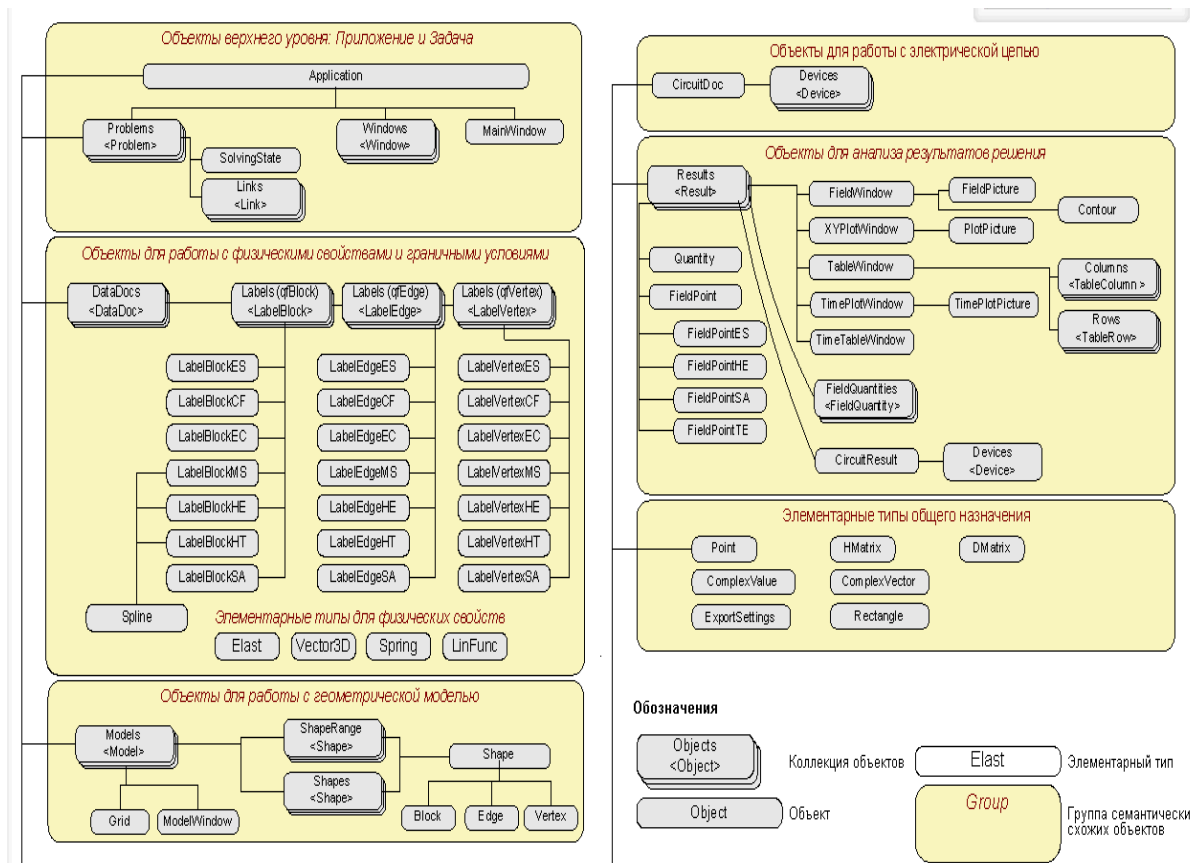 Объекты верхнего уровня: Приложение и Задача
Application
Problems
<Problem>
Windows
<Window>
MainWindow
SolvingState
Links
<Link>
Объекты для работы с физическими свойствами и граничными условиями
DataDocs
<DataDoc>
Labels (qfBlock)
<LabelBlock>
Labels (qfEdge)
<LabelEdge>
Labels (qfVertex)
<LabelVertex>
LabelBlockES
LabelEdgeES
LabelVertexES
LabelBlockCF
LabelEdgeCF
LabelVertexCF
LabelBlockEC
LabelEdgeEC
LabelVertexEC
LabelBlockMS
LabelEdgeMS
LabelVertexMS
LabelBlockHE
LabelEdgeHE
LabelVertexHE
LabelBlockHT
LabelEdgeHT
LabelVertexHT
LabelBlockSA
LabelEdgeSA
LabelVertexSA
Spline
Элементарные типы для физических свойств
Elast
Vector3D
Spring
LinFunc
Объекты для работы с геометрической моделью
Models
<Model>
ShapeRange
<Shape>
Shapes
<Shape>
Shape
Grid
ModelWindow
Block
Edge
Vertex
Объекты для работы с электрической цепью
CircuitDoc
Devices
<Device>
Объекты для анализа результатов решения
Results
<Result>
FieldWindow
FieldPicture
Contour
XYPlotWindow
PlotPicture
Quantity
TableWindow
Columns
<TableColumn >
FieldPoint
TimePlotWindow
TimePlotPicture
Rows
<TableRow>
FieldPointES
TimeTableWindow
FieldPointHE
FieldQuantities
<FieldQuantity>
FieldPointSA
FieldPointTE
CircuitResult
Devices
<Device>
Элементарные типы общего назначения
Point
HMatrix
DMatrix
ComplexValue
ComplexVector
ExportSettings
Rectangle
Обозначения
Objects
<Object>
Коллекция объектов
Elast
Элементарный тип
Object
Объект
Group
Группа семантически
схожих объектов